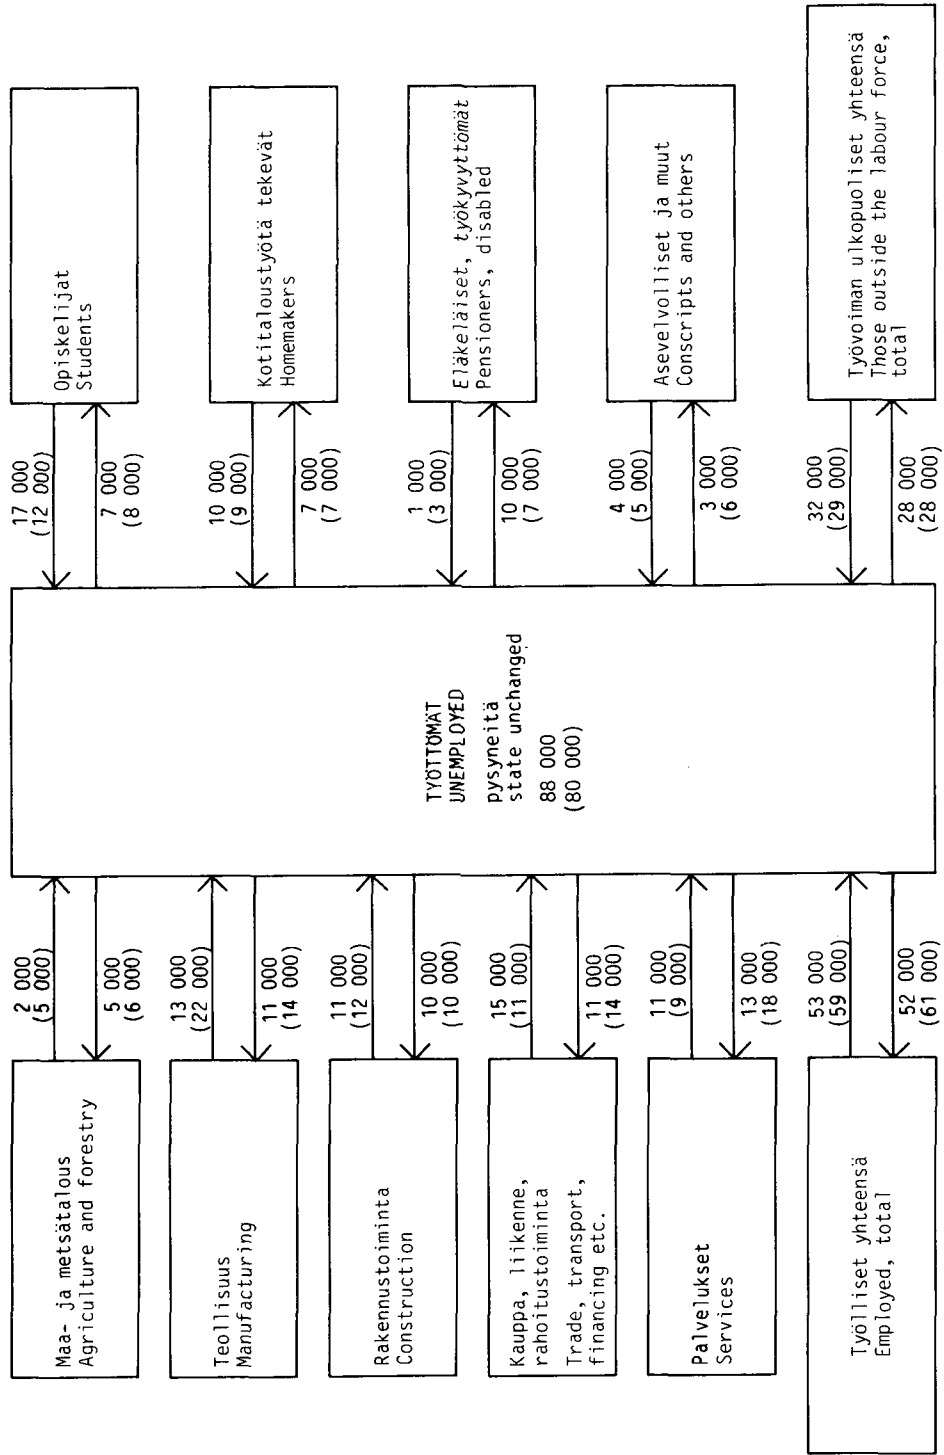 Maa- ja metsätalous
Agriculture and forestry
2 000
(5 000)
5 000
(6 000)
Teollisuus
Manufacturing
13 000
(22 000)
11 000
(14 000)
Rakennustoiminta
Construction
11 000
(12 000)
10 000
(10 000)
Kauppa, liikenne,
rahoitustoiminta
Trade, transport,
financing etc.
15 000
(11 000)
11 000
(14 000)
Palvelukset
Services
11 000
(9 000)
13 000
(18 000)
Työlliset yhteensä
Employed, total
53 000
(59 000)
52 000
(61 000)
TYÖTTÖMÄT
UNEMPLOYED
pysyneitä
state unchanged
88 000
(80 000)
17 000
(12 000)
7 000
(8 000)
Opiskelijat
Students
10 000
(9 000)
7 000
(7 000)
Kotitaloustyötä tekevät
Homemakers
1 000
(3 000)
10 000
(7 000)
Eläkeläiset, työkyvyttömät
Pensioners, disabled
4 000
(5 000)
3 000
(6 000)
Asevelvolliset ja muut
Conscripts and others
32 000
(29 000)
28 000
(28 000)
Työvoiman ulkopuoliset yhteensä
Those outside the labour force,
total